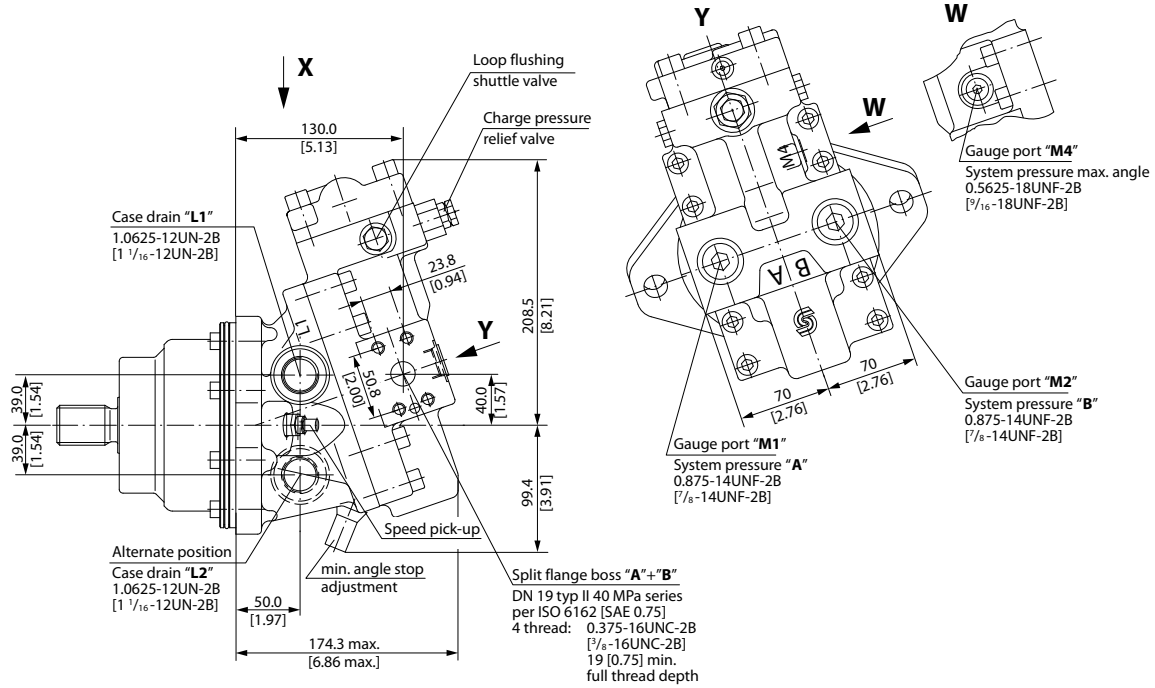 X
Loop flushing
shuttle valve
Charge pressure
relief valve
130.0
[5.13]
Case drain "L1"
1.0625-12UN-2B
[1 1/16-12UN-2B]
23.8
[0.94]
208.5
[8.21]
L1
Y
50.8
[2.00]
40.0
[1.57]
39.0
[1.54]
39.0
[1.54]
99.4
[3.91]
Speed pick-up
Alternate position
Case drain "L2"
1.0625-12UN-2B
[1 1/16-12UN-2B]
min. angle stop
adjustment
50.0
[1.97]
174.3 max.
[6.86 max.]
Split flange boss "A"+"B"
DN 19 typ II 40 MPa series
per ISO 6162 [SAE 0.75]
4 thread: 0.375-16UNC-2B
[3/8-16UNC-2B]
19 [0.75] min.
full thread depth
Y
W
M4
B A
70
[2.76]
70
[2.76]
Gauge port "M1"
System pressure "A"
0.875-14UNF-2B
[7/8-14UNF-2B]
W
Gauge port "M4"
System pressure max. angle
0.5625-18UNF-2B
[9/16-18UNF-2B]
Gauge port "M2"
System pressure "B"
0.875-14UNF-2B
[7/8-14UNF-2B]